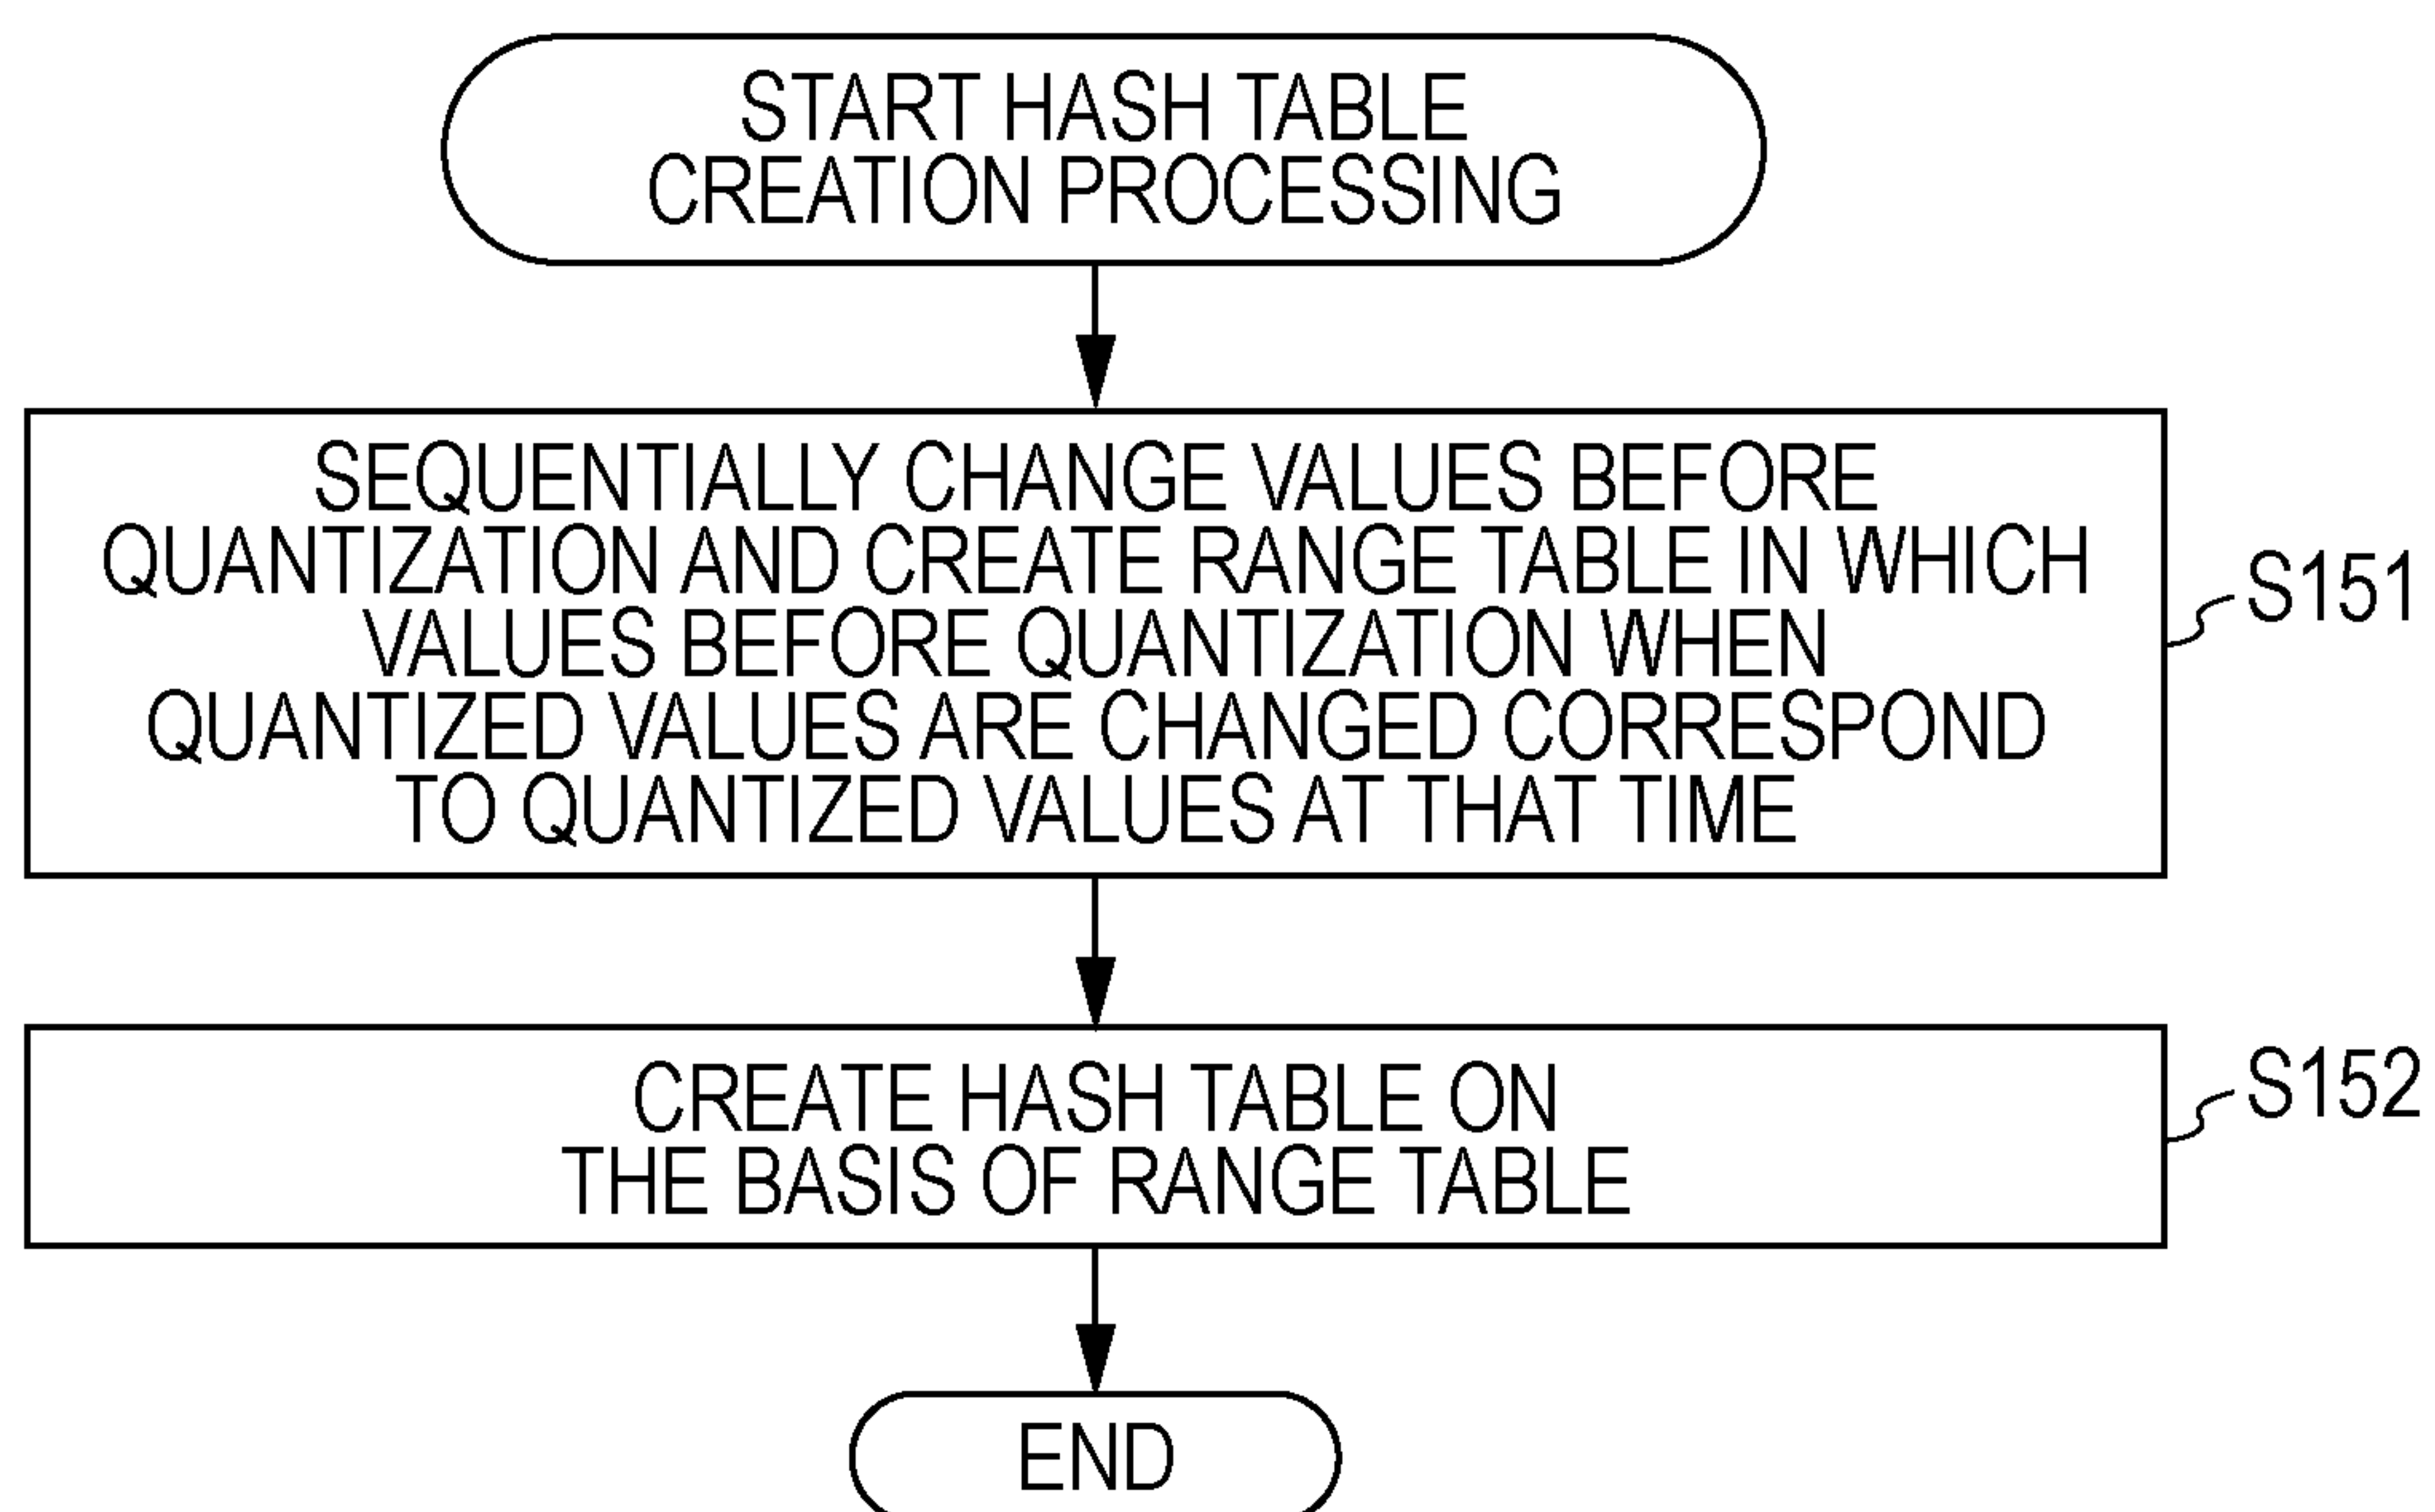 START HASH TABLE
CREATION PROCESSING
SEQUENTIALLY CHANGE VALUES BEFORE
QUANTIZATION AND CREATE RANGE TABLE IN WHICH
VALUES BEFORE QUANTIZATION WHEN
QUANTIZED VALUES ARE CHANGED CORRESPOND
TO QUANTIZED VALUES AT THAT TIME
S151
CREATE HASH TABLE ON
THE BASIS OF RANGE TABLE
S152
END